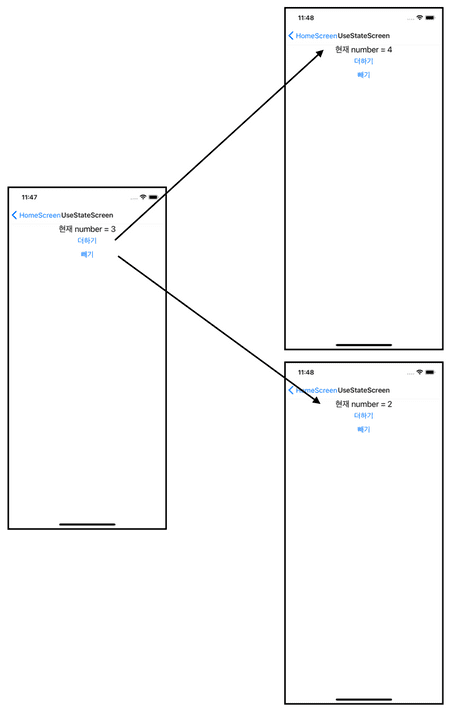 11:48
HomeScreen UseStateScreen
현재 number = 4
더하기
빼기
11:47
HomeScreen UseStateScreen
현재 number = 3
더하기
빼기
11:48
HomeScreen UseStateScreen
현재 number = 2
더하기
빼기